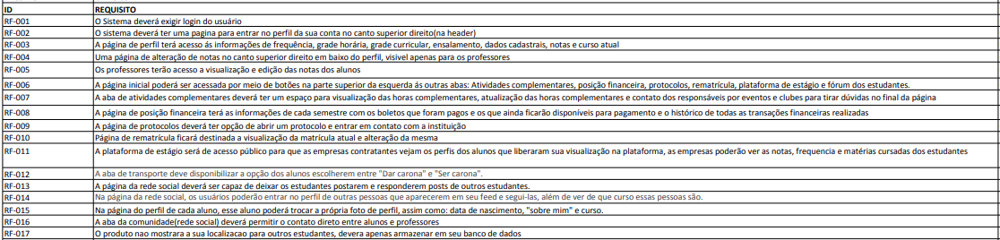 ID REQUISITO
RF-001 O Sistema deverá exigir login do usuário
RF-002 O sistema deverá ter uma pagina para entrar no perfil da sua conta no canto superior direito(na header)
RF-003 A página de perfil terá acesso ás informações de frequência, grade horária, grade curricular, ensalamento, dados cadastrais, notas e curso atual
RF-004 Uma página de alteração de notas no canto superior direito em baixo do perfil, visivel apenas para os professores
RF-005 Os professores terão acesso a visualização e edição das notas dos alunos
RF-006 A página inicial poderá ser acessada por meio de botões na parte superior da esquerda ás outras abas: Atividades complementares, posição financeira, protocolos, rematrícula, plataforma de estágio e fórum dos estudantes.
RF-007 A aba de atividades complementares deverá ter um espaço para visualização das horas complementares, atualização das horas complementares e contato dos responsáveis por eventos e clubes para tirar dúvidas no final da página
RF-008 A página de posição financeira terá as informações de cada semestre com os boletos que foram pagos e os que ainda ficarão disponíveis para pagamento e o histórico de todas as transações financeiras realizadas
RF-009 A página de protocolos deverá ter opção de abrir um protocolo e entrar em contato com a instituição
RF-010 Página de rematrícula ficará destinada a visualização da matrícula atual e alteração da mesma
RF-011 A plataforma de estágio será de acesso público para que as empresas contratantes vejam os perfis dos alunos que liberaram sua visualização na plataforma, as empresas poderão ver as notas, frequencia e matérias cursadas dos estudantes
RF-012 A aba de transporte deve disponibilizar a opção dos alunos escolherem entre "Dar carona" e "Ser carona".
RF-013 A página da rede social deverá ser capaz de deixar os estudantes postarem e responderem posts de outros estudantes.
RF-014 Na página da rede social, os usuários poderão entrar no perfil de outras pessoas que aparecerem em seu feed e segui-las, além de ver de que curso essas pessoas são.
RF-015 Na página do perfil de cada aluno, esse aluno poderá trocar a própria foto de perfil, assim como: data de nascimento, "sobre mim" e curso.
RF-016 A aba da comunidade(rede social) deverá permitir o contato direto entre alunos e professores
RF-017 O produto nao mostrara a sua localizacao para outros estudantes, devera apenas armazenar em seu banco de dados